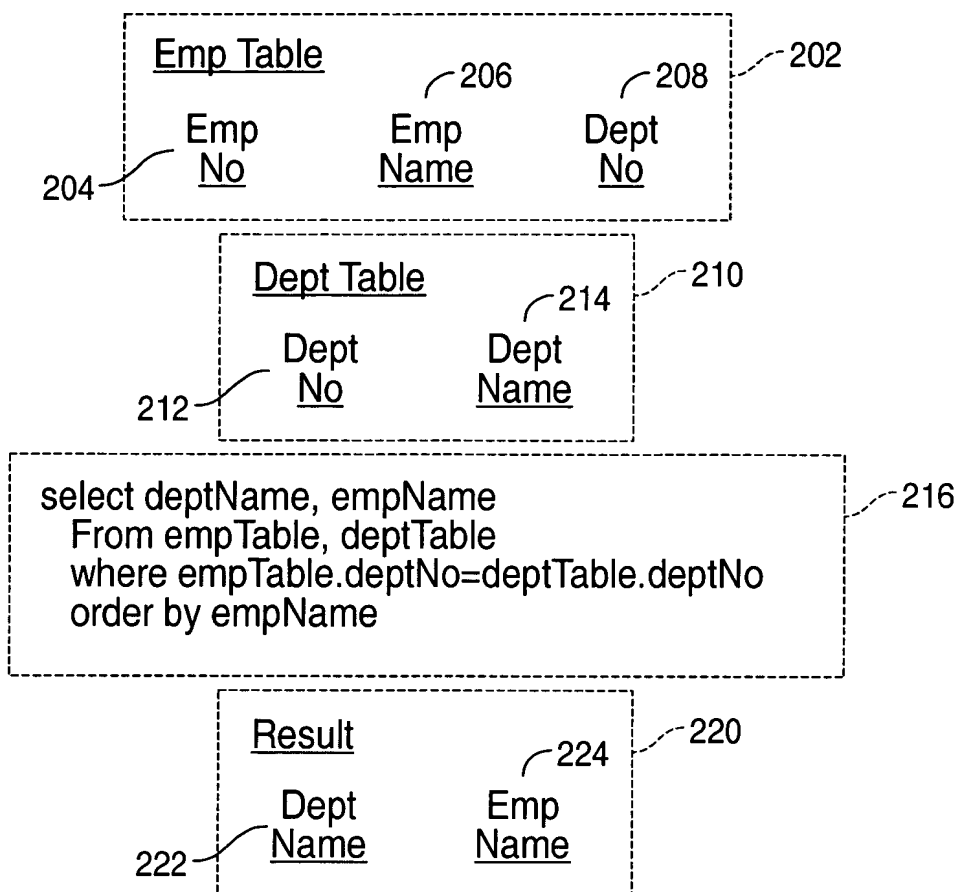 Emp Table
202
206
208
Emp No
Emp Name
Dept No
204
Dept Table
210
214
Dept No
Dept Name
212
select deptName, empName
From empTable, deptTable
where empTable.deptNo=deptTable.deptNo
order by empName
216
Result
220
224
Dept Name
Emp Name
222